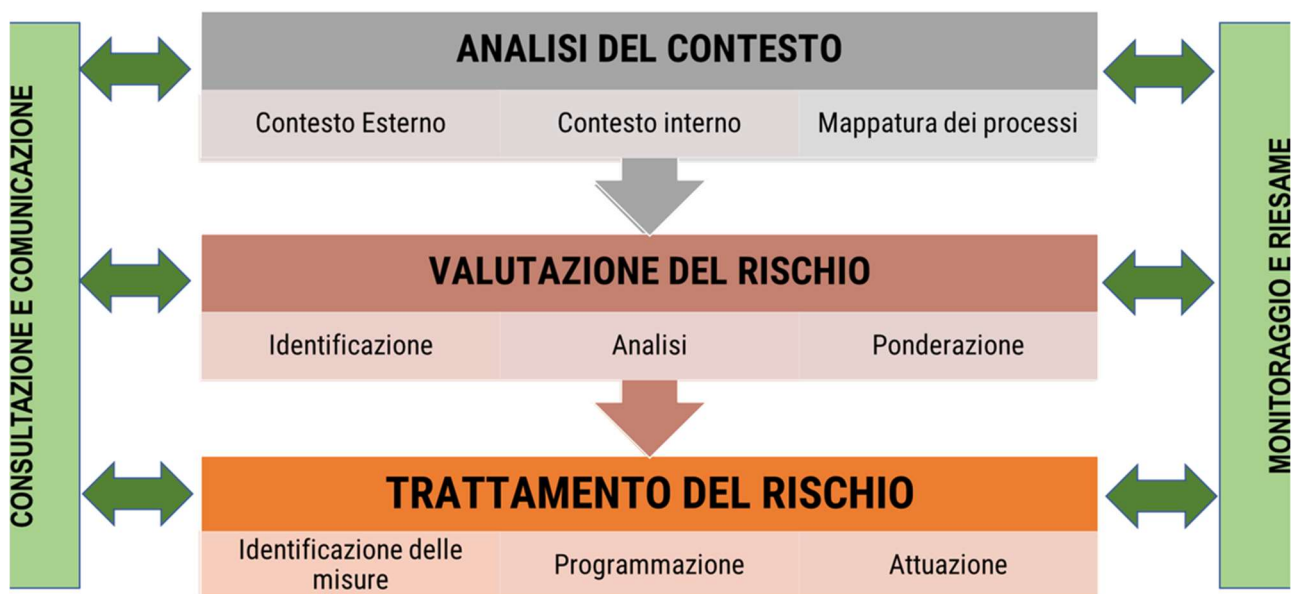 CONSULTAZIONE E COMUNICAZIONE
ANALISI DEL CONTESTO
Contesto Esterno
Contesto interno
Mappatura dei processi
VALUTAZIONE DEL RISCHIO
Identificazione
Analisi
Ponderazione
TRATTAMENTO DEL RISCHIO
Identificazione delle
misure
Programmazione
Attuazione
MONITORAGGIO E RIESAME